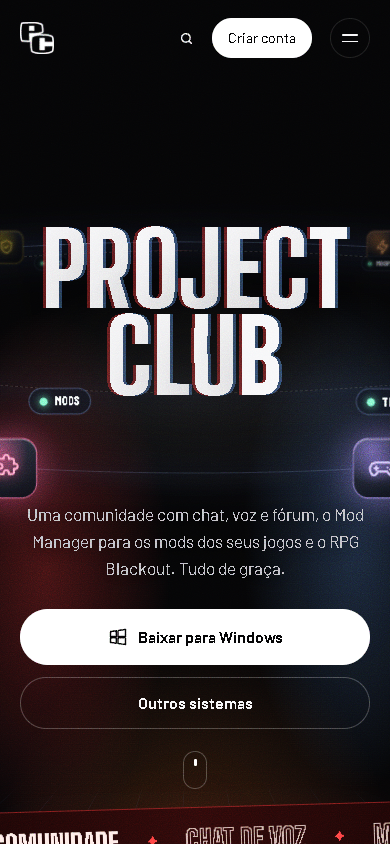 PC
Criar conta
PROJECT
CLUB
MODS
Uma comunidade com chat, voz e fórum, o Mod
Manager para os mods dos seus jogos e o RPG
Blackout. Tudo de graça.
Baixar para Windows
Outros sistemas
COMUNIDADE ✦ CHAT DE VOZ ✦